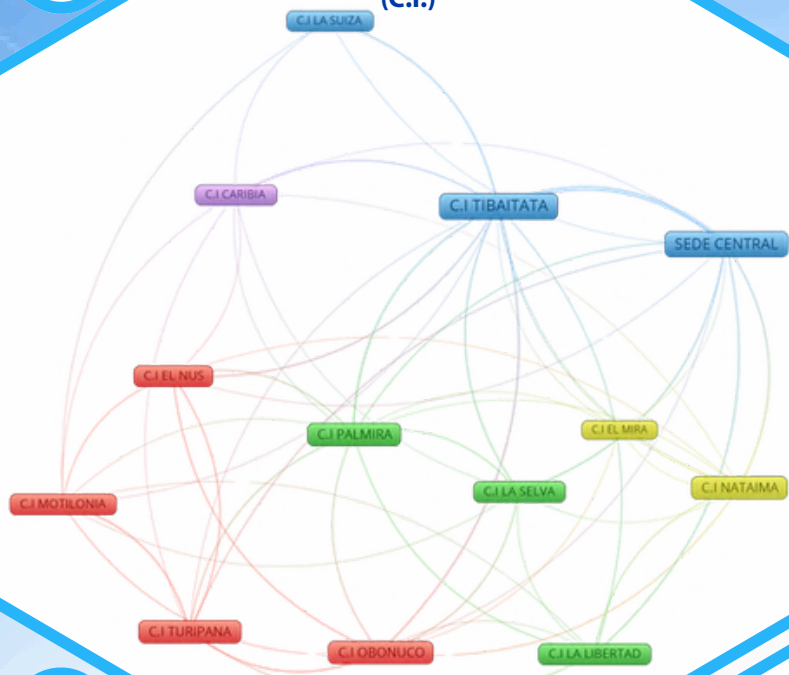 (C.I.)
C.I LA SUIZA
C.I CARIBIA
C.I TIBAITATA
SEDE CENTRAL
C.I EL NUS
C.I PALMIRA
C.I EL MIRA
C.I LA SELVA
C.I NATAIMA
C.I MOTILONIA
C.I TURIPANA
C.I OBONUCO
C.I LA LIBERTAD